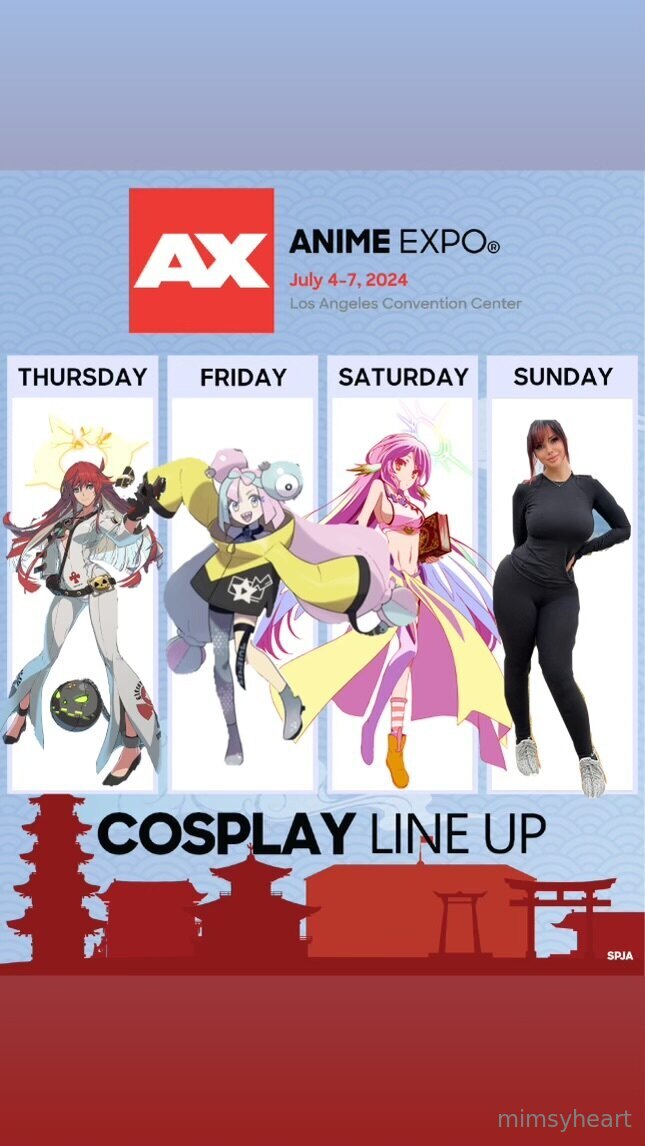 AX
ANIME EXPO®
July 4-7, 2024
Los Angeles Convention Center
THURSDAY
FRIDAY
SATURDAY
SUNDAY
COSPLAY LINE UP
SPJA
mimsyheart